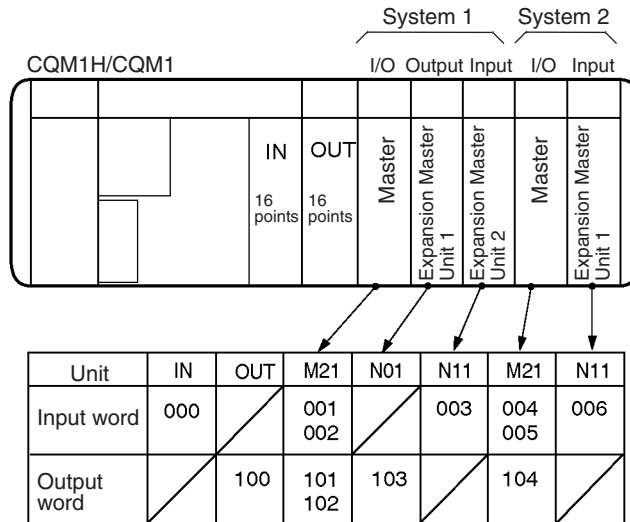 System 1 System 2
CQM1H/CQM1 I/O Output Input I/O Input
IN OUT
16 points 16 points
Master
Expansion Master Unit 1
Expansion Master Unit 2
Master
Expansion Master Unit 1
Unit IN OUT M21 N01 N11 M21 N11
Input word 000 001 003 004 006
002 005
Output word 100 101 103 104
102